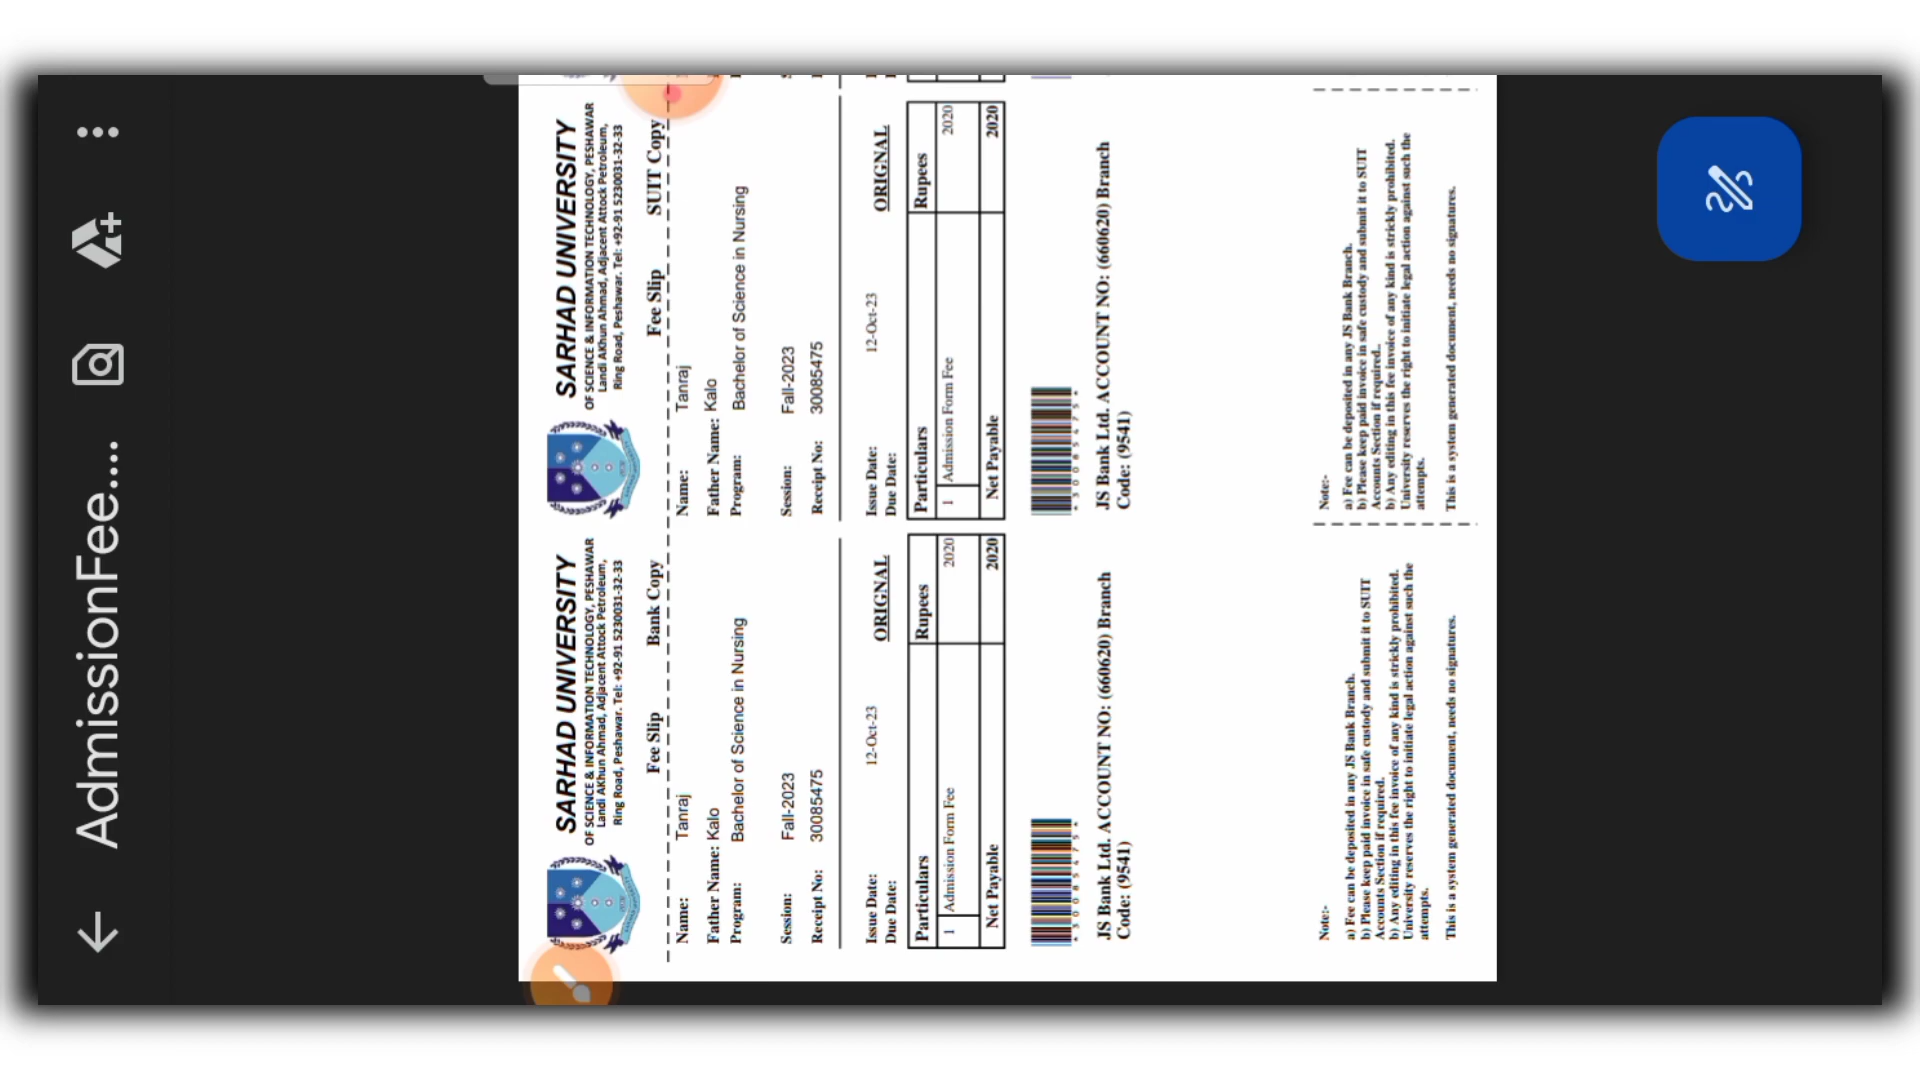 AdmissionFee....
SARHAD UNIVERSITY
OF SCIENCE & INFORMATION TECHNOLOGY, PESHAWAR
Landi AKhun Ahmad, Adjacent Attock Petroleum,
Ring Road, Peshawar. Tel: +92-91 5230031-32-33
Fee Slip Bank Copy
Name: Tanraj
Father Name: Kalo
Program: Bachelor of Science in Nursing
Session: Fall-2023
Receipt No: 30085475
Issue Date: 12-Oct-23
Due Date: ORIGNAL
Particulars Rupees
1 Admission Form Fee 2020
Net Payable 2020
*30085475*
JS Bank Ltd. ACCOUNT NO: (660620) Branch
Code: (9541)
Note:-
a) Fee can be deposited in any JS Bank Branch.
b) Please keep paid invoice in safe custody and submit it to SUIT
Accounts Section if required.
b) Any editing in this fee invoice of any kind is strictly prohibited.
University reserves the right to initiate legal action against such the
attempts.
This is a system generated document, needs no signatures.
SARHAD UNIVERSITY
OF SCIENCE & INFORMATION TECHNOLOGY, PESHAWAR
Landi AKhun Ahmad, Adjacent Attock Petroleum,
Ring Road, Peshawar. Tel: +92-91 5230031-32-33
Fee Slip SUIT Copy
Name: Tanraj
Father Name: Kalo
Program: Bachelor of Science in Nursing
Session: Fall-2023
Receipt No: 30085475
Issue Date: 12-Oct-23
Due Date: ORIGNAL
Particulars Rupees
1 Admission Form Fee 2020
Net Payable 2020
*30085475*
JS Bank Ltd. ACCOUNT NO: (660620) Branch
Code: (9541)
Note:-
a) Fee can be deposited in any JS Bank Branch.
b) Please keep paid invoice in safe custody and submit it to SUIT
Accounts Section if required..
b) Any editing in this fee invoice of any kind is strictly prohibited.
University reserves the right to initiate legal action against such the
attempts.
This is a system generated document, needs no signatures.